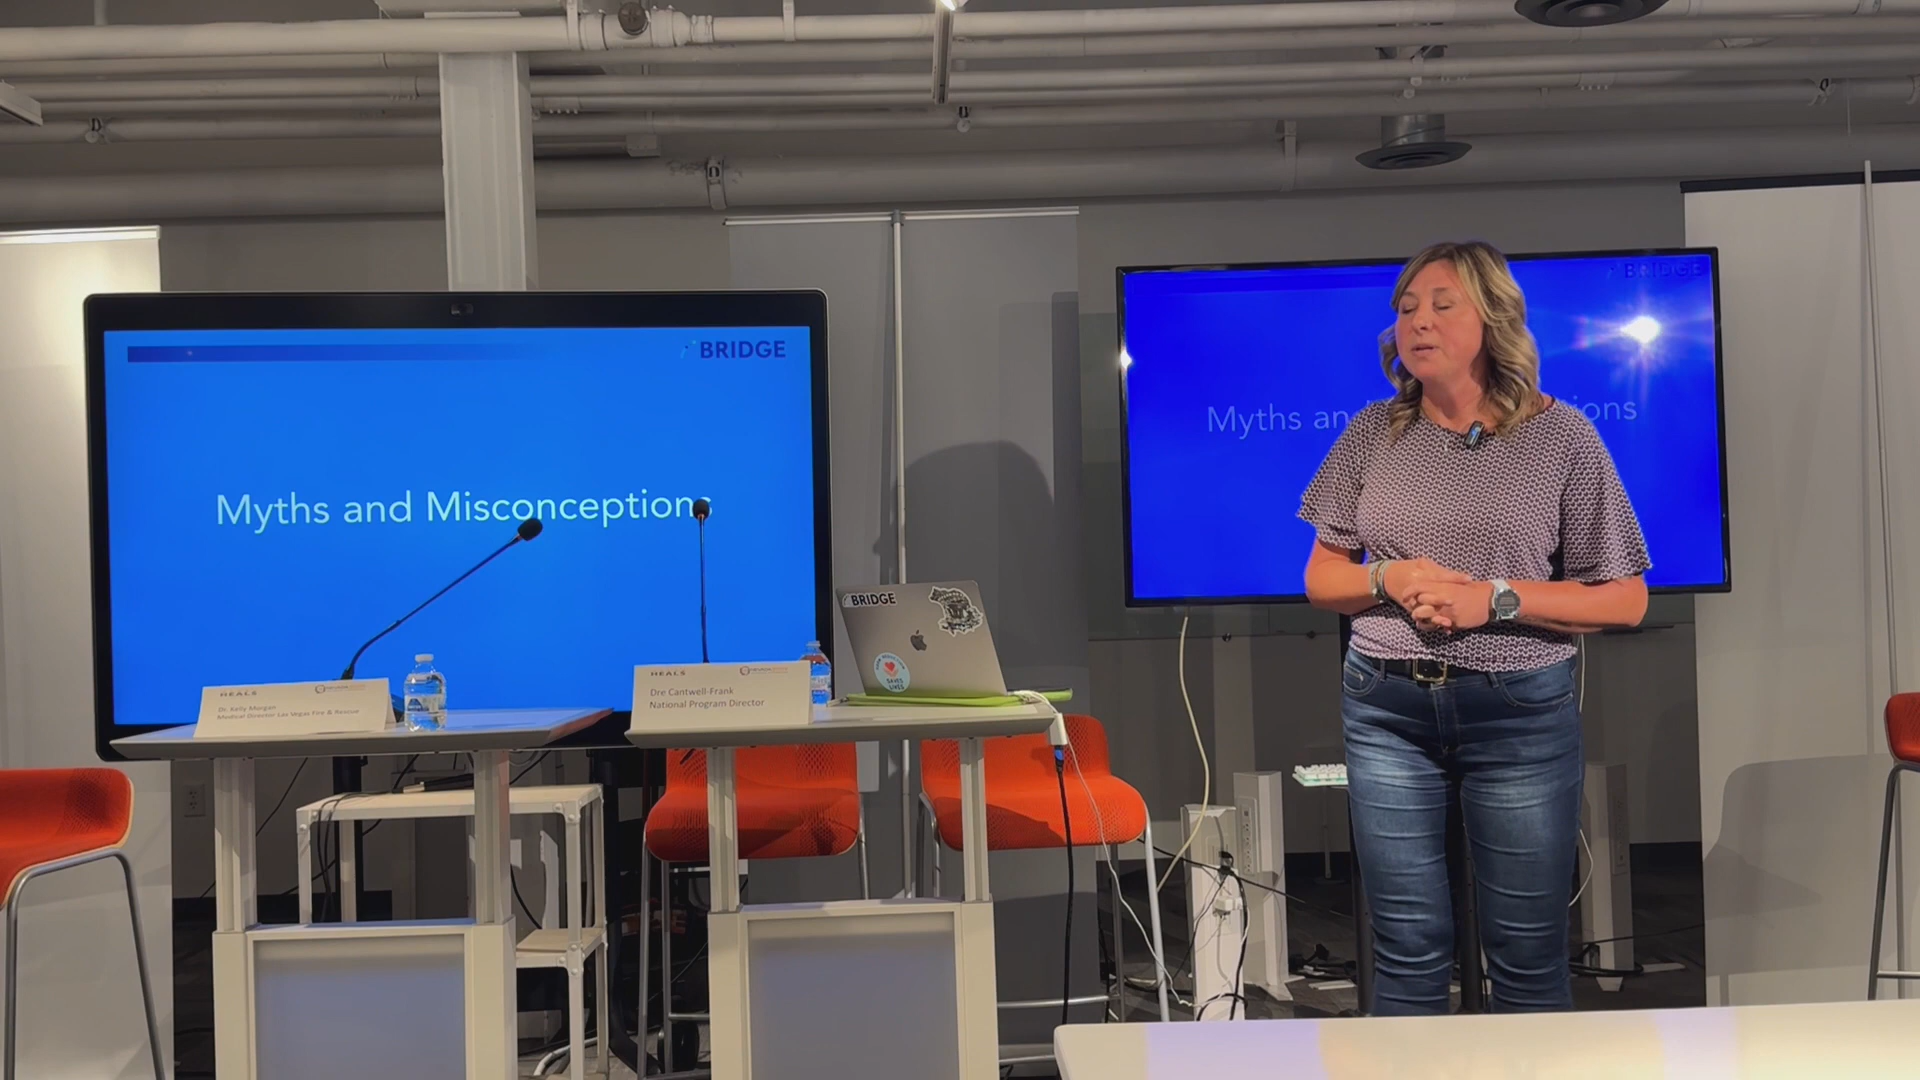 BRIDGE
Myths and Misconceptions
BRIDGE
Myths an ions
BRIDGE
SAVES
LIVES
HEALS
Dr. Kelly Morgan
Medical Director Las Vegas Fire & Rescue
HEALS
Dre Cantwell-Frank
National Program Director